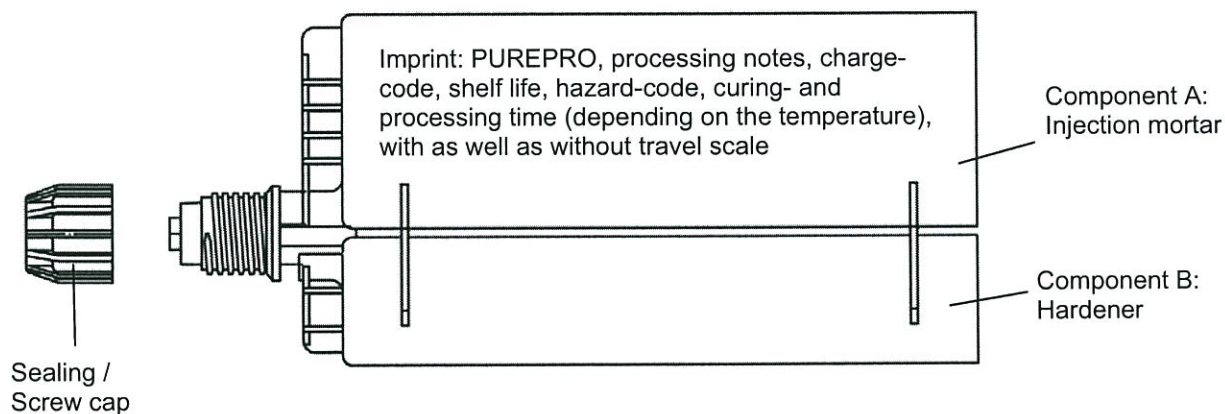 Imprint: PUREPRO, processing notes, charge-
code, shelf life, hazard-code, curing- and
processing time (depending on the temperature),
with as well as without travel scale
Component A:
Injection mortar
Component B:
Hardener
Sealing /
Screw cap